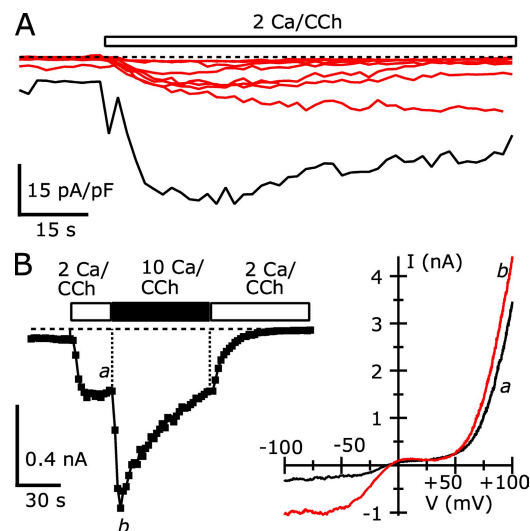 A
2 Ca/CCh
15 pA/pF
15 s
B
2 Ca/
CCh
10 Ca/
CCh
2 Ca/
CCh
a
b
0.4 nA
30 s
I (nA)
4
3
2
1
-1
-100
-50
+50
+100
V (mV)
b
a